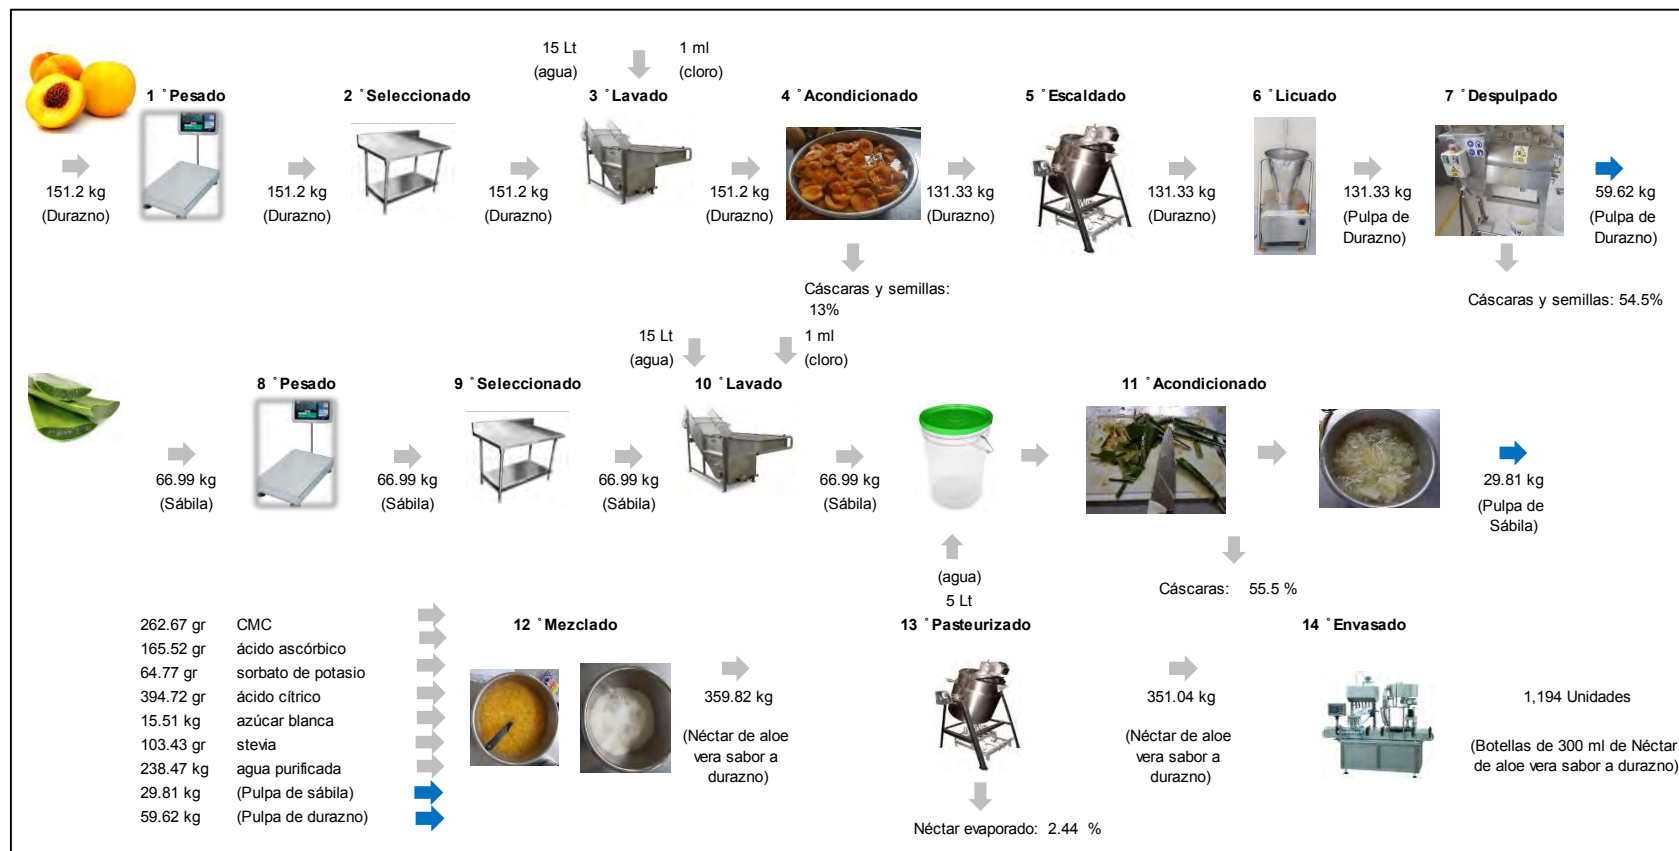 15 Lt
(agua)
1 ml
(cloro)
1 ° Pesado
2 ° Seleccionado
3 ° Lavado
4 ° Acondicionado
5 ° Escaldado
6 ° Licuado
7 ° Despulpado
151.2 kg
(Durazno)
151.2 kg
(Durazno)
151.2 kg
(Durazno)
151.2 kg
(Durazno)
131.33 kg
(Durazno)
131.33 kg
(Durazno)
131.33 kg
(Pulpa de
Durazno)
59.62 kg
(Pulpa de
Durazno)
Cáscaras y semillas:
13%
Cáscaras y semillas: 54.5%
15 Lt
(agua)
1 ml
(cloro)
8 ° Pesado
9 ° Seleccionado
10 ° Lavado
11 ° Acondicionado
66.99 kg
(Sábila)
66.99 kg
(Sábila)
66.99 kg
(Sábila)
66.99 kg
(Sábila)
29.81 kg
(Pulpa de
Sábila)
(agua)
5 Lt
Cáscaras: 55.5 %
262.67 gr CMC
165.52 gr ácido ascórbico
64.77 gr sorbato de potasio
394.72 gr ácido cítrico
15.51 kg azúcar blanca
103.43 gr stevia
238.47 kg agua purificada
29.81 kg (Pulpa de sábila)
59.62 kg (Pulpa de durazno)
12 ° Mezclado
13 ° Pasteurizado
14 ° Envasado
359.82 kg
(Néctar de aloe
vera sabor a
durazno)
351.04 kg
(Néctar de aloe
vera sabor a
durazno)
1,194 Unidades
(Botellas de 300 ml de Néctar
de aloe vera sabor a durazno)
Néctar evaporado: 2.44 %